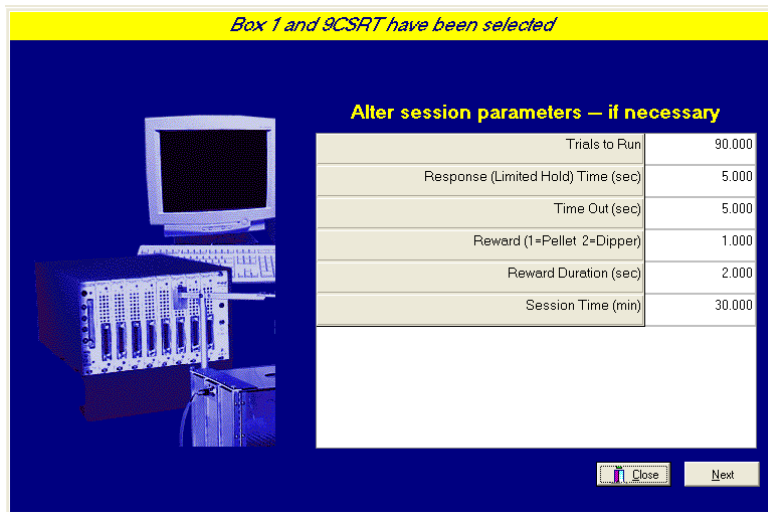 Box 1 and 9CSRT have been selected
Alter session parameters – if necessary
Trials to Run 90.000
Response (Limited Hold) Time (sec) 5.000
Time Out (sec) 5.000
Reward (1=Pellet 2=Dipper) 1.000
Reward Duration (sec) 2.000
Session Time (min) 30.000
Close Next